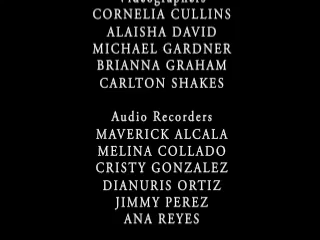 Videographers
CORNELIA CULLINS
ALAISHA DAVID
MICHAEL GARDNER
BRIANNA GRAHAM
CARLTON SHAKES
Audio Recorders
MAVERICK ALCALA
MELINA COLLADO
CRISTY GONZALEZ
DIANURIS ORTIZ
JIMMY PEREZ
ANA REYES